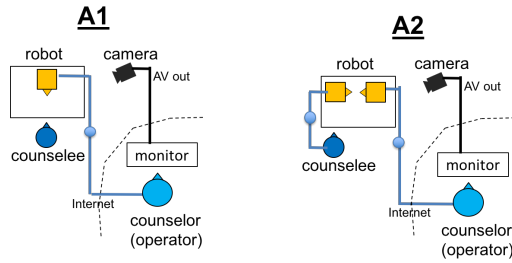 A1
robot
camera
AV out
counselee
monitor
Internet
counselor
(operator)
A2
robot
camera
AV out
counselee
monitor
Internet
counselor
(operator)